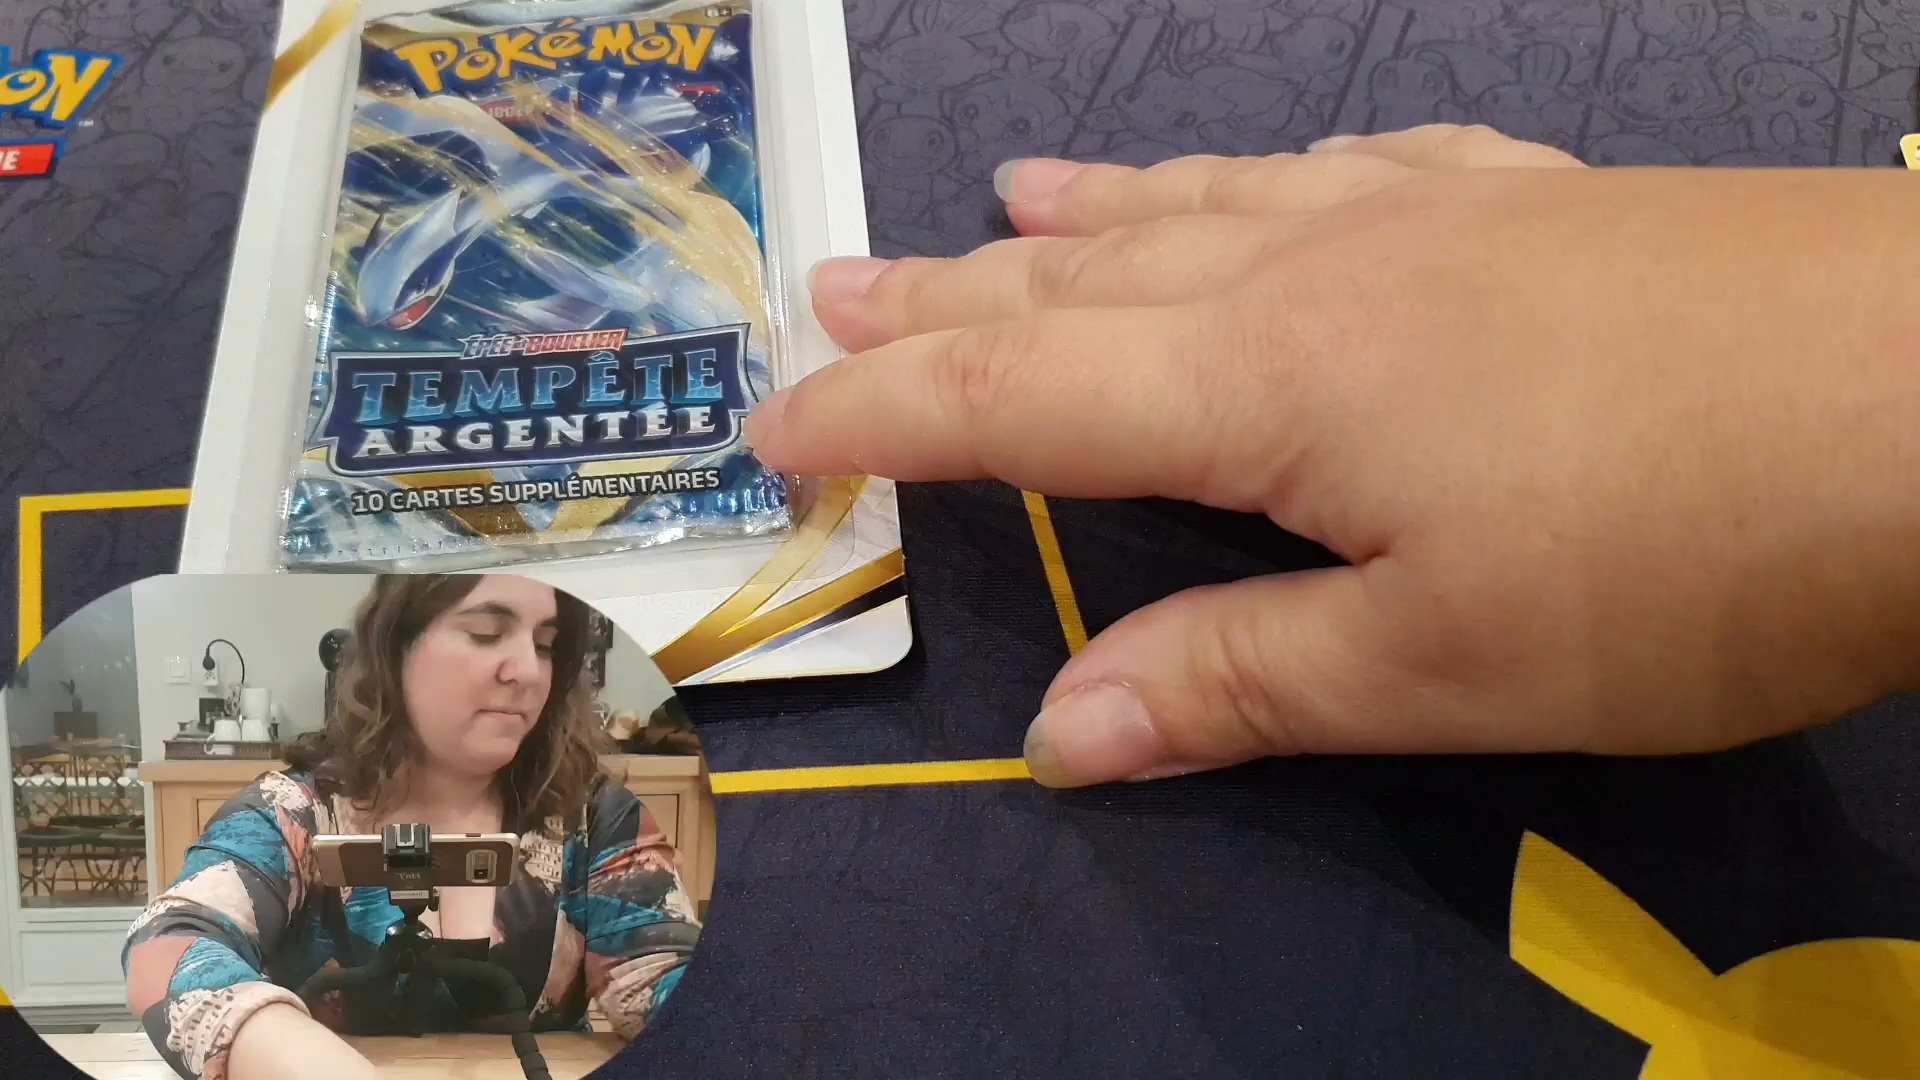 POKÉMON
ÉPÉE ET BOUCLIER
TEMPÊTE
ARGENTÉE
10 CARTES SUPPLÉMENTAIRES